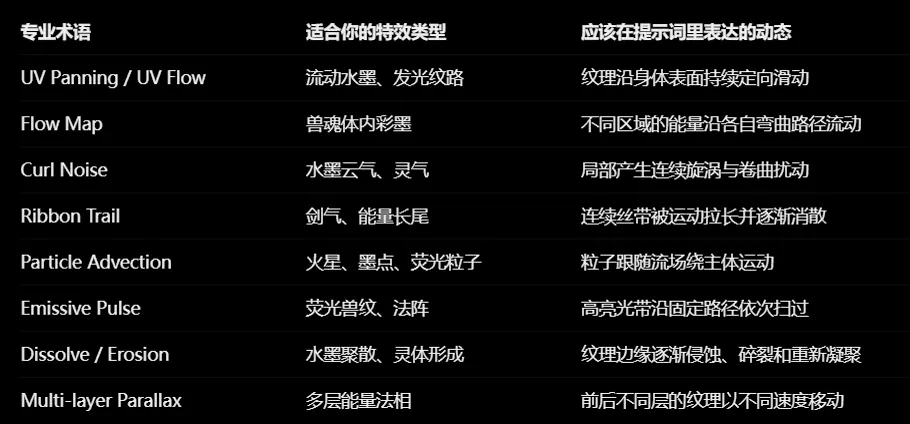 专业术语 适合你的特效类型 应该在提示词里表达的动态
UV Panning / UV Flow 流动水墨、发光纹路 纹理沿身体表面持续定向滑动
Flow Map 兽魂体内彩墨 不同区域的能量沿各自弯曲路径流动
Curl Noise 水墨云气、灵气 局部产生连续旋涡与卷曲扰动
Ribbon Trail 剑气、能量长尾 连续丝带被运动拉长并逐渐消散
Particle Advection 火星、墨点、荧光粒子 粒子跟随流场绕主体运动
Emissive Pulse 荧光兽纹、法阵 高亮光带沿固定路径依次扫过
Dissolve / Erosion 水墨聚散、灵体形成 纹理边缘逐渐侵蚀、碎裂和重新凝聚
Multi-layer Parallax 多层能量法相 前后不同层的纹理以不同速度移动